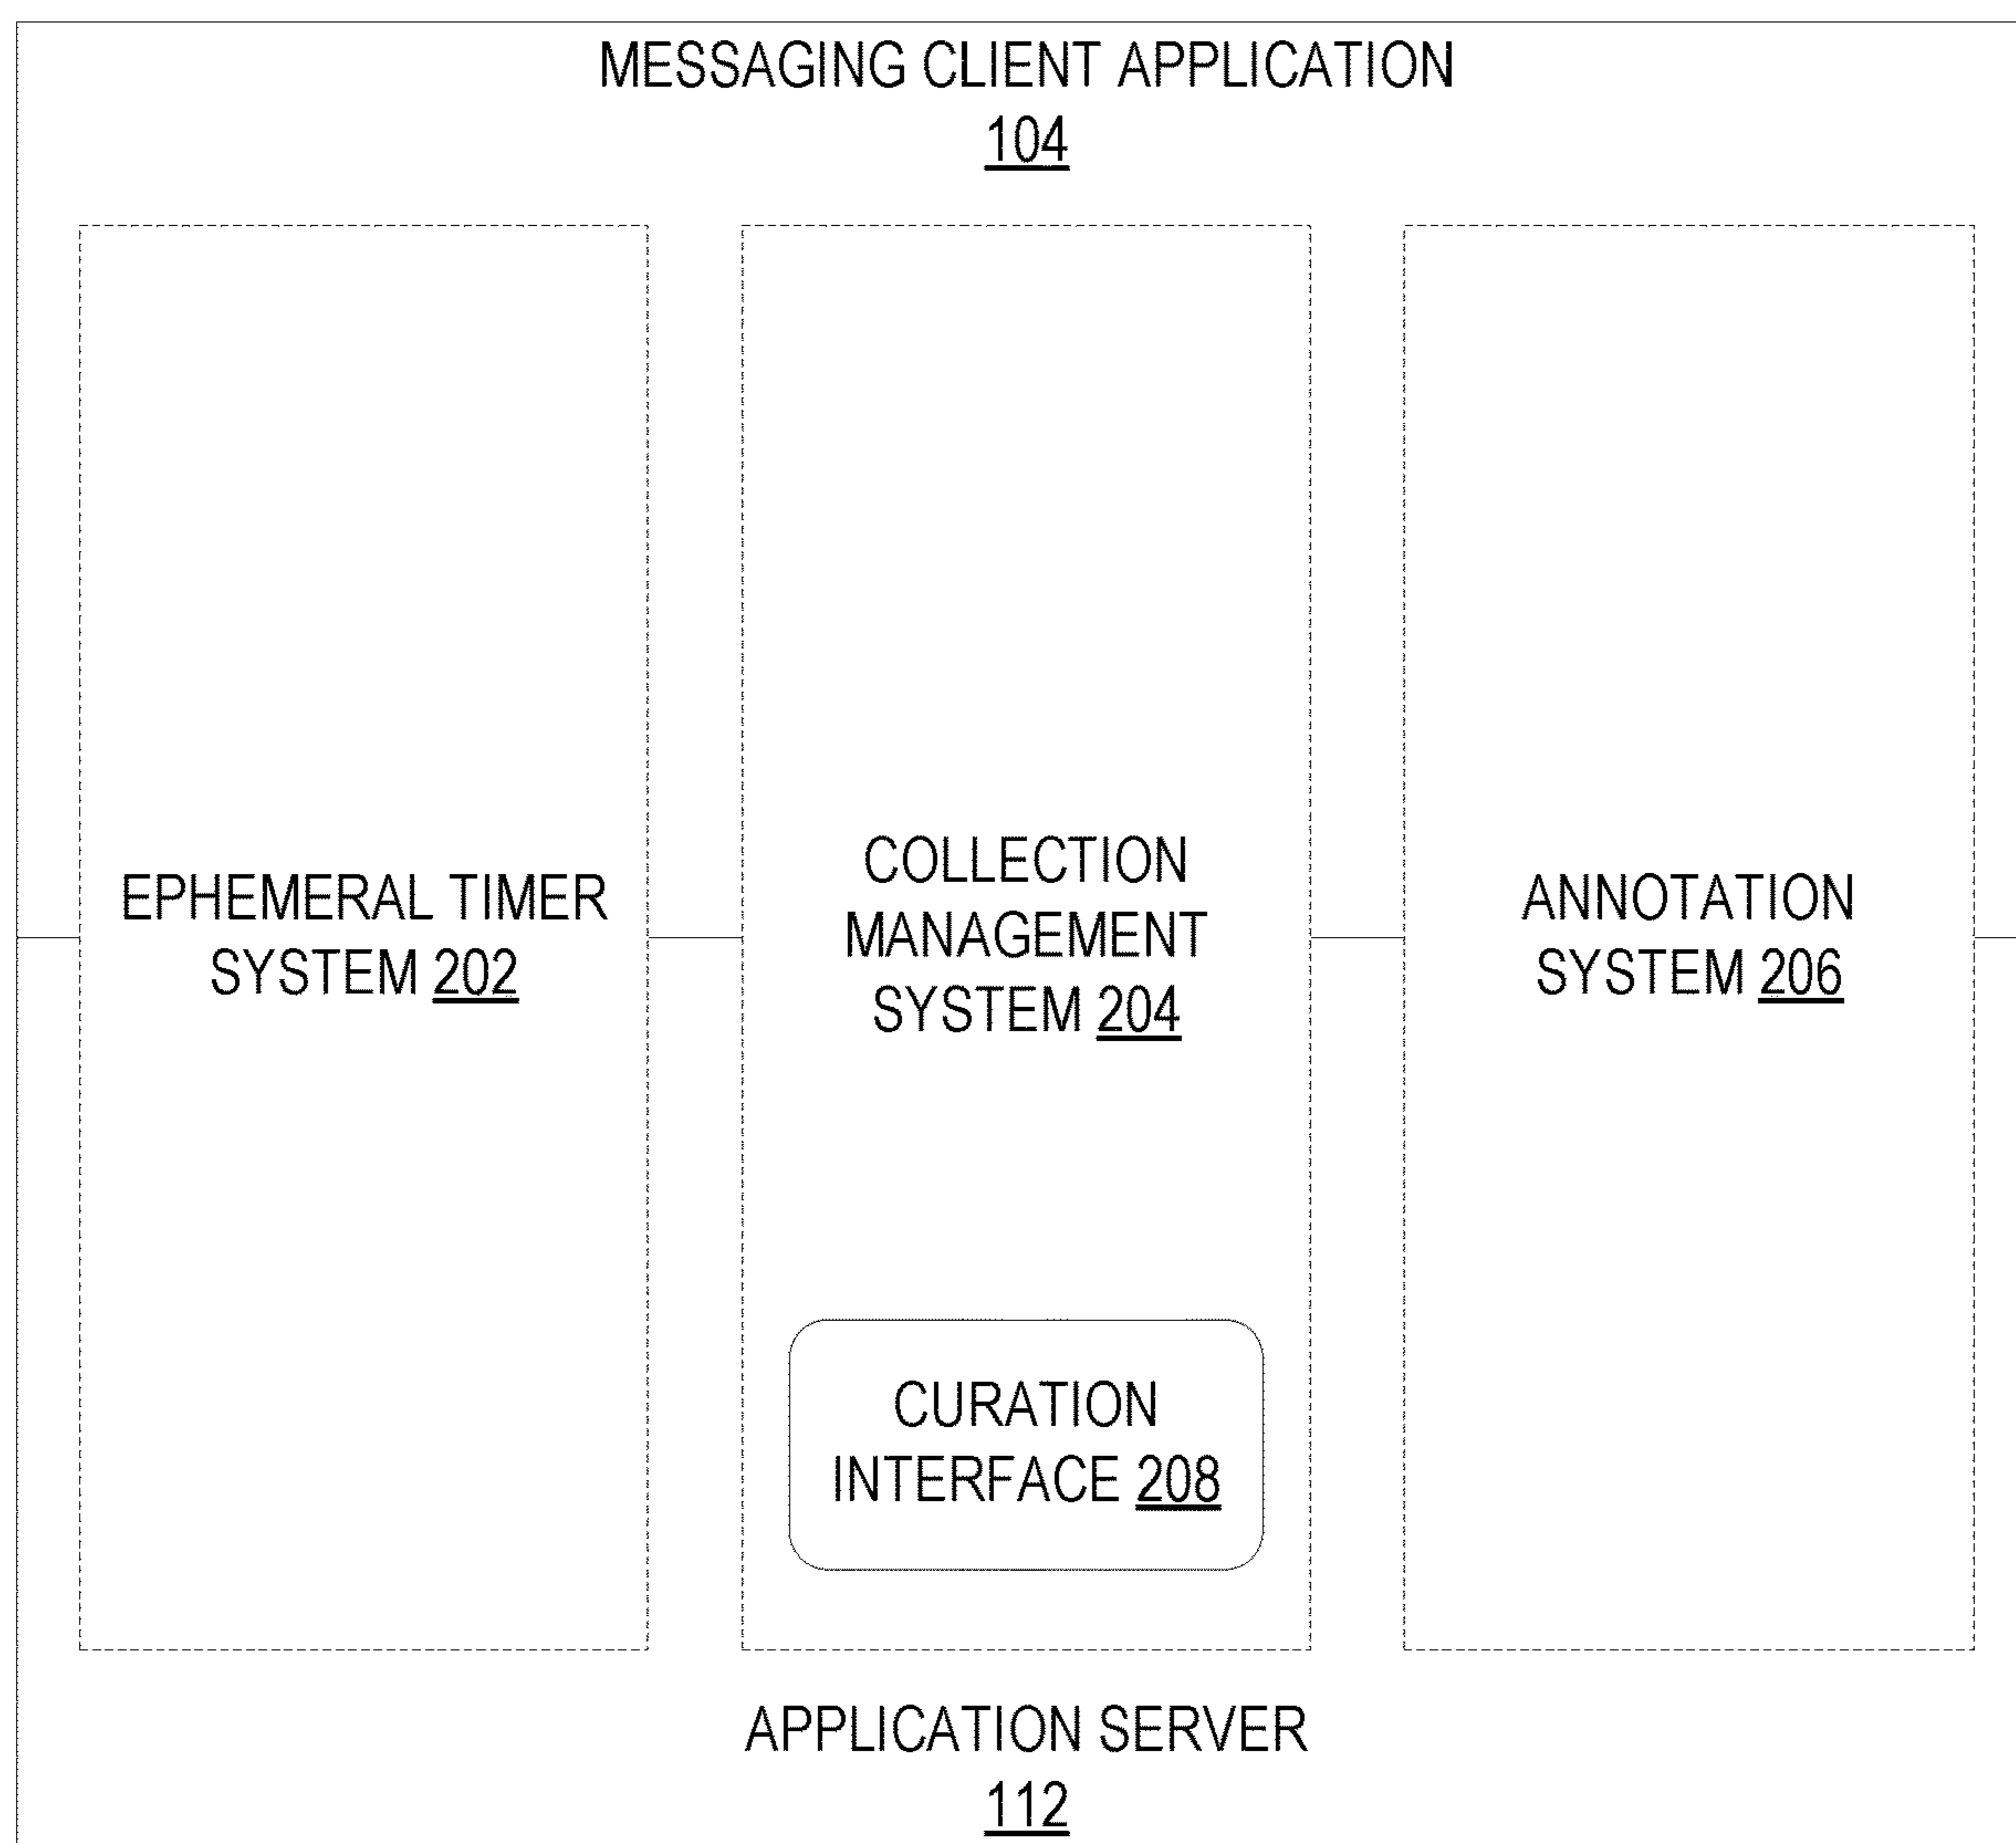 MESSAGING CLIENT APPLICATION
104
EPHEMERAL TIMER
SYSTEM 202
COLLECTION
MANAGEMENT
SYSTEM 204
ANNOTATION
SYSTEM 206
CURATION
INTERFACE 208
APPLICATION SERVER
112